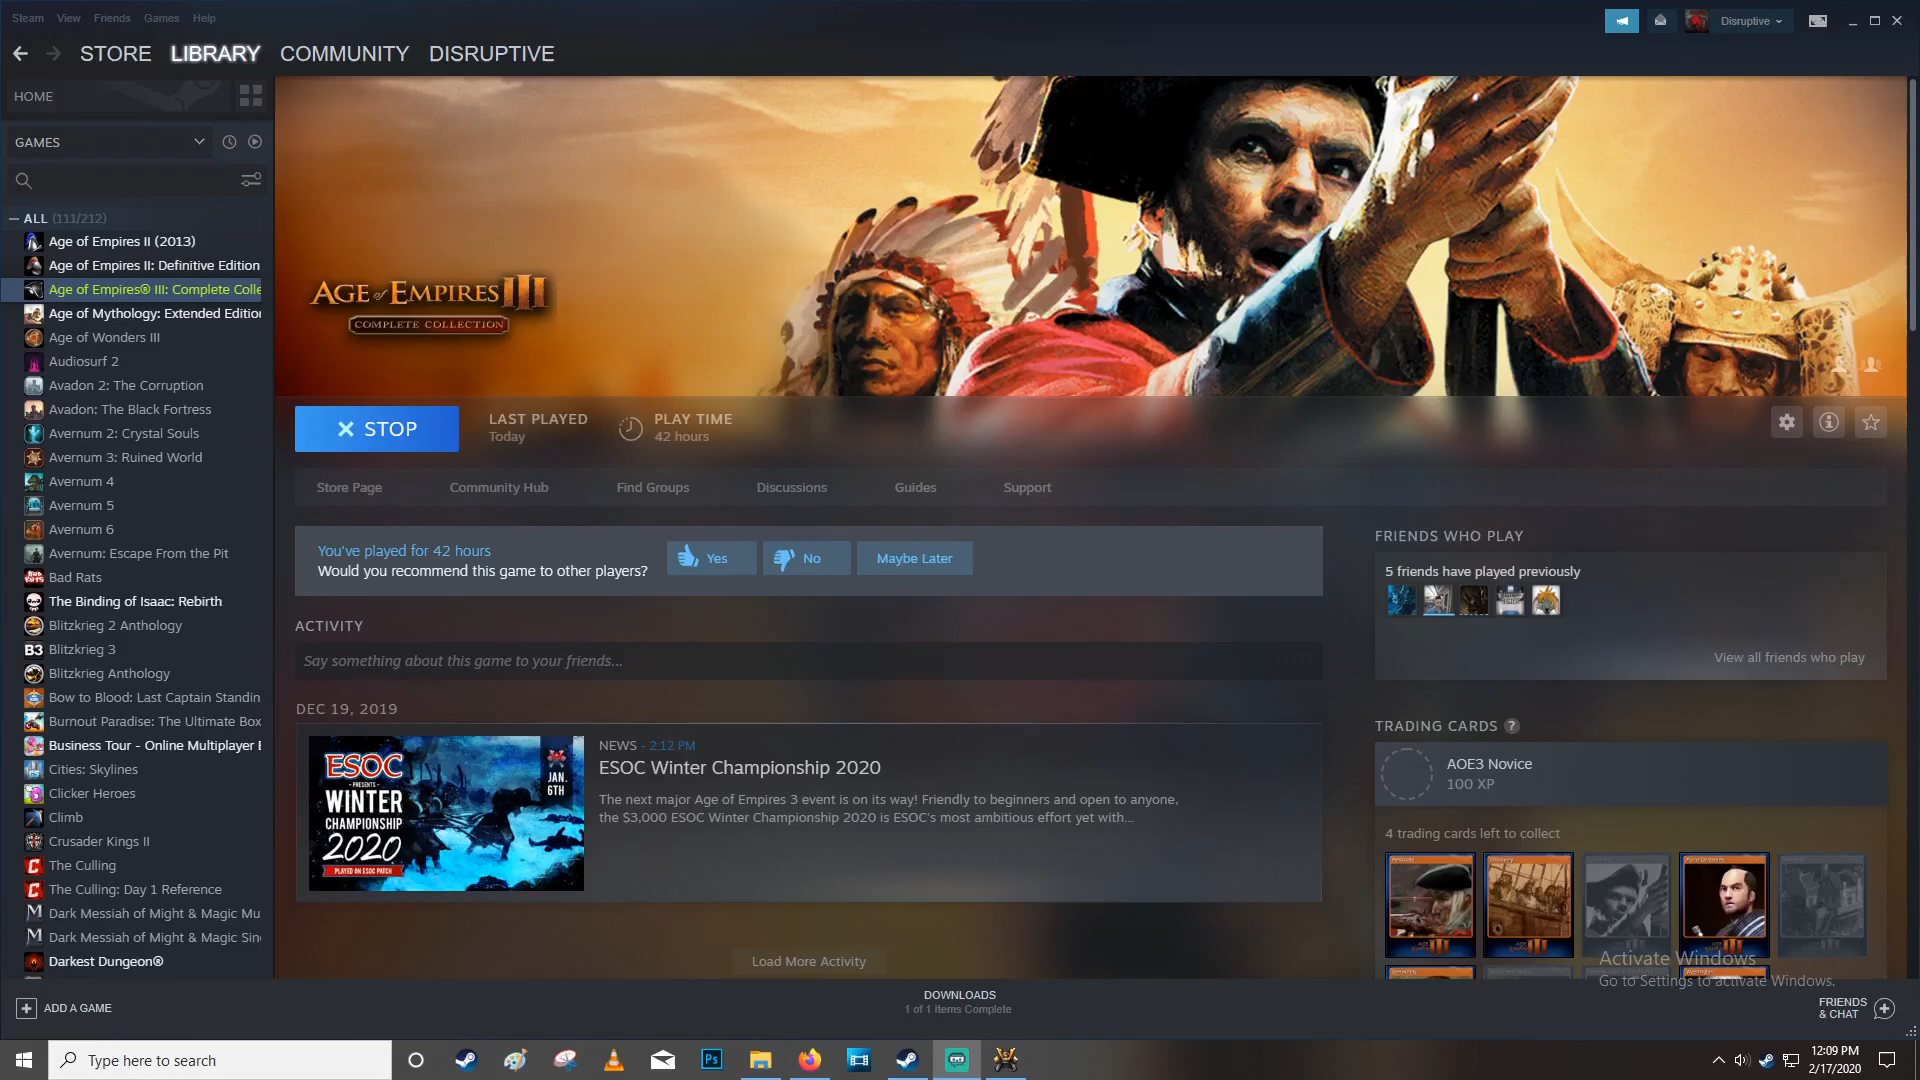 Steam View Friends Games Help
Disruptive
STORE LIBRARY COMMUNITY DISRUPTIVE
HOME
GAMES
ALL (111/212)
Age of Empires II (2013)
Age of Empires II: Definitive Edition
Age of Empires® III: Complete Colle
Age of Mythology: Extended Edition
Age of Wonders III
Audiosurf 2
Avadon 2: The Corruption
Avadon: The Black Fortress
Avernum 2: Crystal Souls
Avernum 3: Ruined World
Avernum 4
Avernum 5
Avernum 6
Avernum: Escape From the Pit
Bad Rats
The Binding of Isaac: Rebirth
Blitzkrieg 2 Anthology
B3 Blitzkrieg 3
Blitzkrieg Anthology
Bow to Blood: Last Captain Standin
Burnout Paradise: The Ultimate Box
Business Tour - Online Multiplayer
Cities: Skylines
Clicker Heroes
Climb
Crusader Kings II
The Culling
The Culling: Day 1 Reference
Dark Messiah of Might & Magic Mu
Dark Messiah of Might & Magic Sin
Darkest Dungeon®
AGE of EMPIRES III
COMPLETE COLLECTION
STOP
LAST PLAYED
Today
PLAY TIME
42 hours
Store Page Community Hub Find Groups Discussions Guides Support
You've played for 42 hours
Would you recommend this game to other players?
Yes No Maybe Later
ACTIVITY
Say something about this game to your friends...
DEC 19, 2019
ESOC
- PRESENTS -
WINTER
CHAMPIONSHIP
2020
PLAYED ON ESOC PATCH
JAN.
6TH
NEWS - 2:12 PM
ESOC Winter Championship 2020
The next major Age of Empires 3 event is on its way! Friendly to beginners and open to anyone,
the $3,000 ESOC Winter Championship 2020 is ESOC's most ambitious effort yet with...
Load More Activity
FRIENDS WHO PLAY
5 friends have played previously
View all friends who play
TRADING CARDS ?
AOE3 Novice
100 XP
4 trading cards left to collect
Activate Windows
Go to Settings to activate Windows.
ADD A GAME
DOWNLOADS
1 of 1 Items Complete
FRIENDS
& CHAT
Type here to search
Ps
12:09 PM
2/17/2020